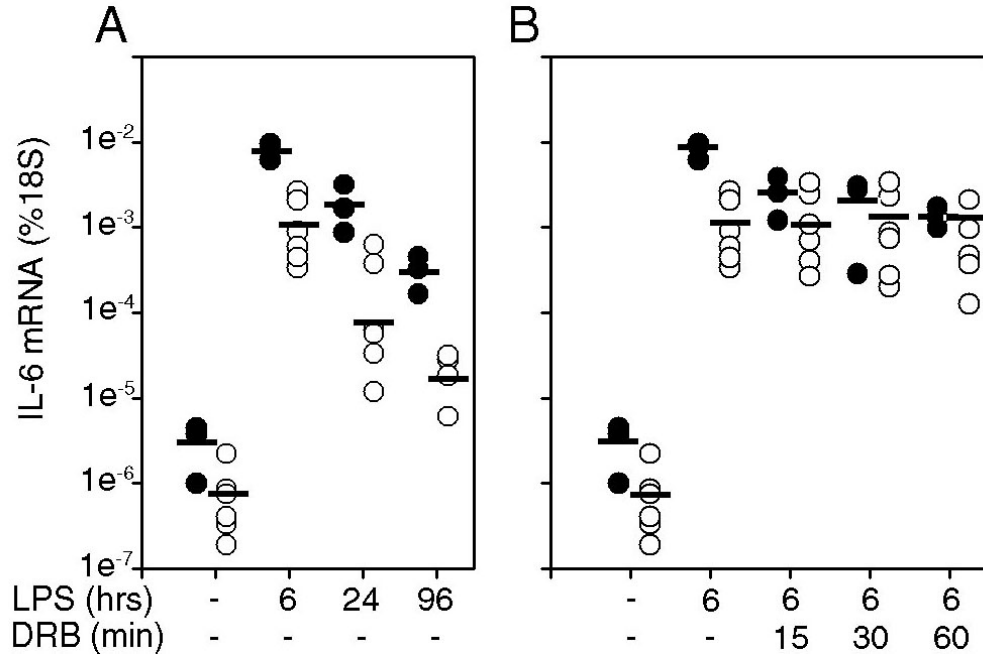 A B
IL-6 mRNA (%18S)
1e-2
1e-3
1e-4
1e-5
1e-6
1e-7
LPS (hrs) - 6 24 96 - 6 6 6 6
DRB (min) - - - - - - 15 30 60